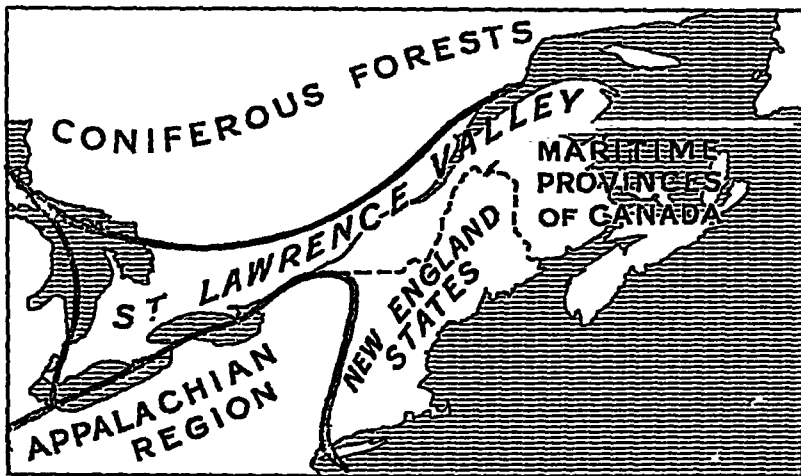 CONIFEROUS FORESTS
ST. LAWRENCE VALLEY
MARITIME
PROVINCES
OF CANADA
NEW ENGLAND
STATES
APPALACHIAN
REGION